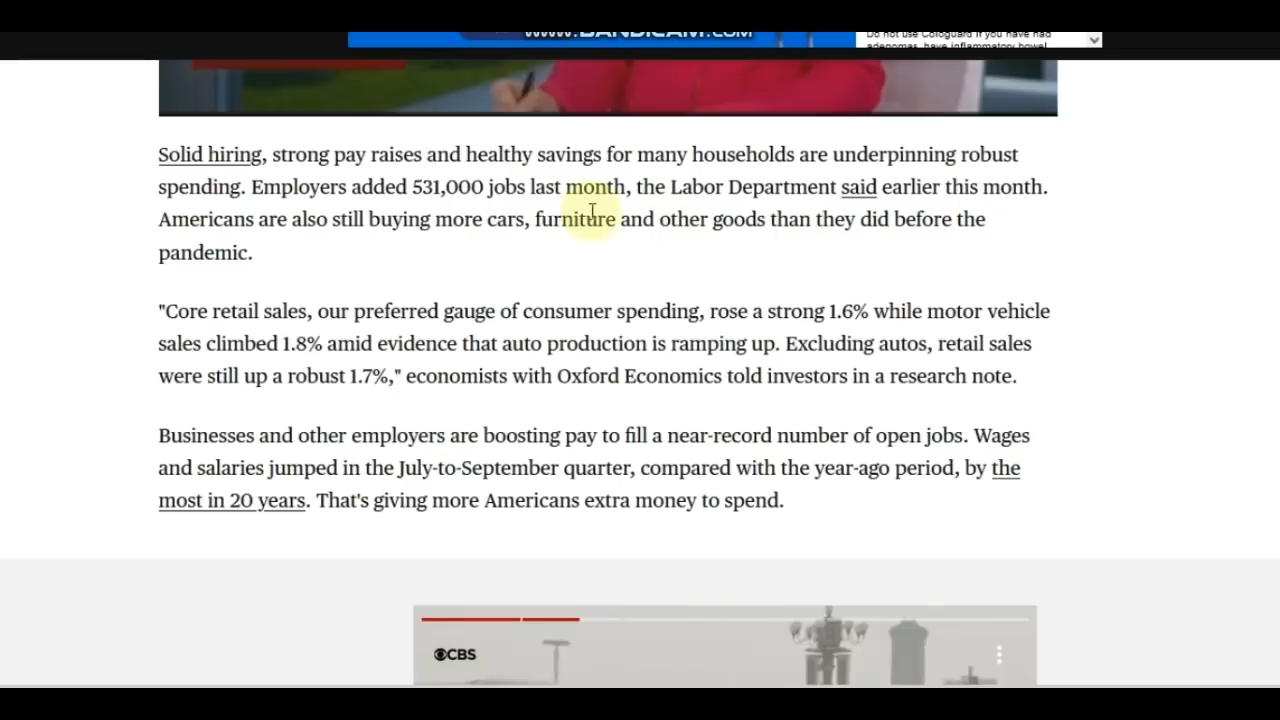 www.BANDICAM.com
Do not use Cologuard if you have had
adenomas, have inflammatory bowel
Solid hiring, strong pay raises and healthy savings for many households are underpinning robust
spending. Employers added 531,000 jobs last month, the Labor Department said earlier this month.
Americans are also still buying more cars, furniture and other goods than they did before the
pandemic.
"Core retail sales, our preferred gauge of consumer spending, rose a strong 1.6% while motor vehicle
sales climbed 1.8% amid evidence that auto production is ramping up. Excluding autos, retail sales
were still up a robust 1.7%," economists with Oxford Economics told investors in a research note.
Businesses and other employers are boosting pay to fill a near-record number of open jobs. Wages
and salaries jumped in the July-to-September quarter, compared with the year-ago period, by the
most in 20 years. That's giving more Americans extra money to spend.
CBS